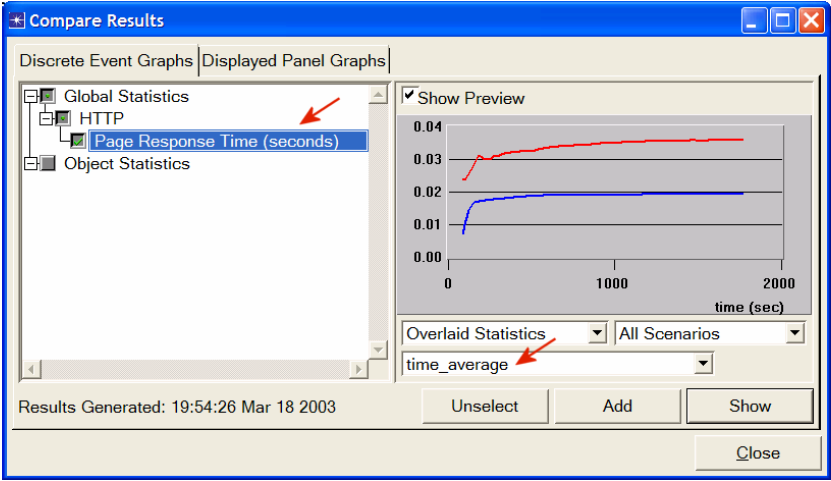 Compare Results
Discrete Event Graphs Displayed Panel Graphs
Global Statistics
HTTP
Page Response Time (seconds)
Object Statistics
Show Preview
0.04
0.03
0.02
0.01
0.00
0 1000 2000
time (sec)
Overlaid Statistics All Scenarios
time_average
Results Generated: 19:54:26 Mar 18 2003 Unselect Add Show
Close